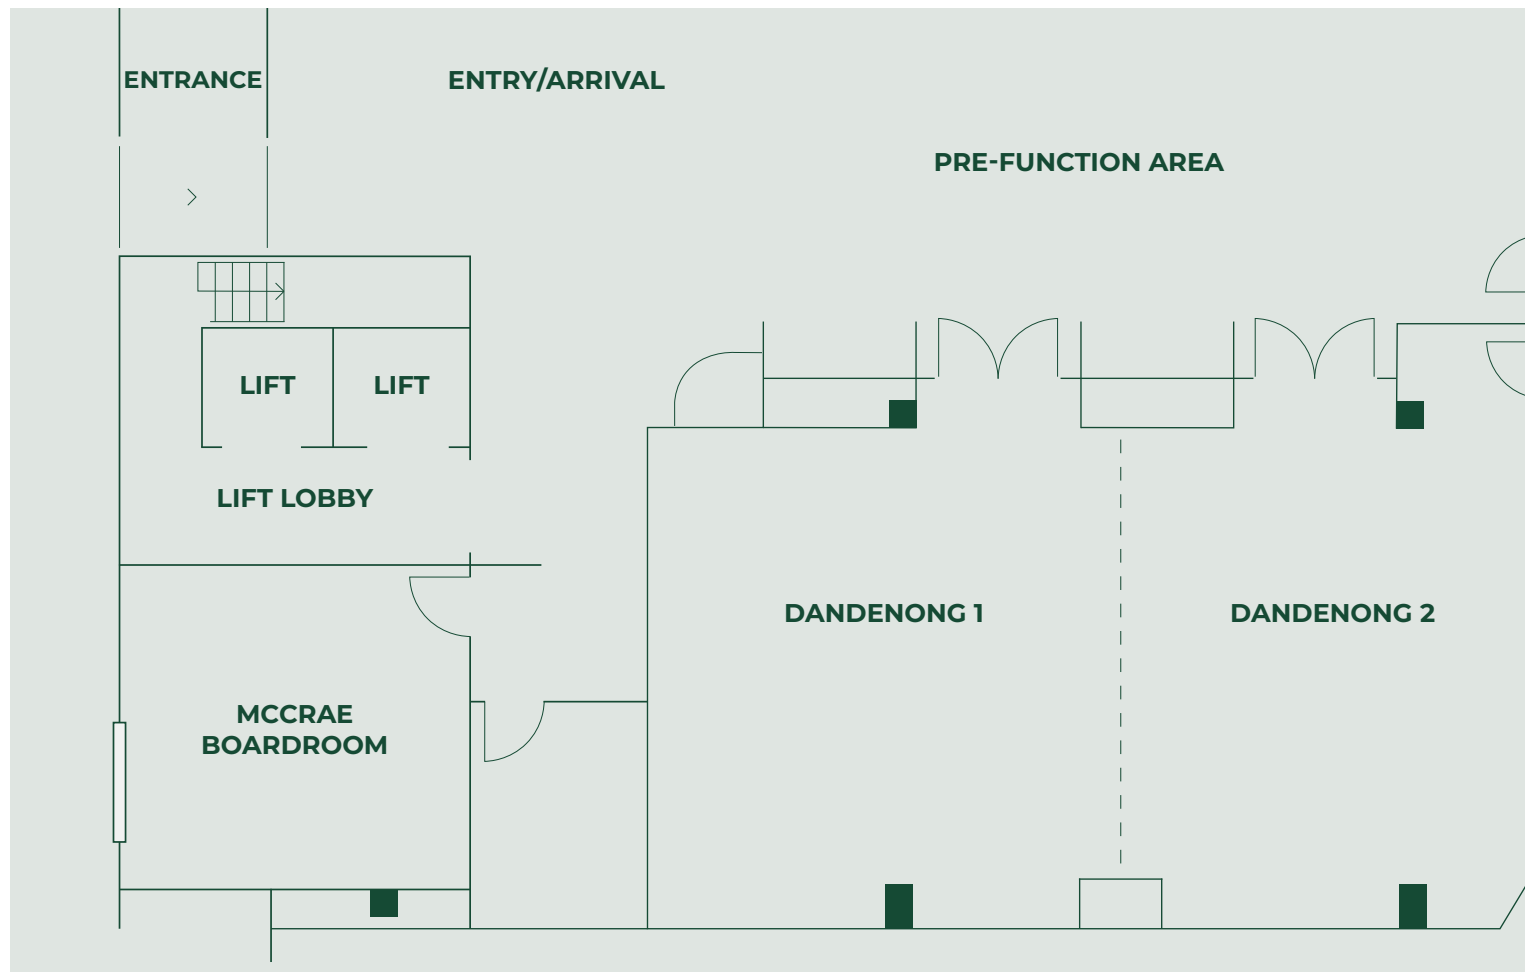 ENTRANCE
ENTRY/ARRIVAL
PRE-FUNCTION AREA
LIFT
LIFT
LIFT LOBBY
DANDENONG 1
DANDENONG 2
MCCRAE
BOARDROOM